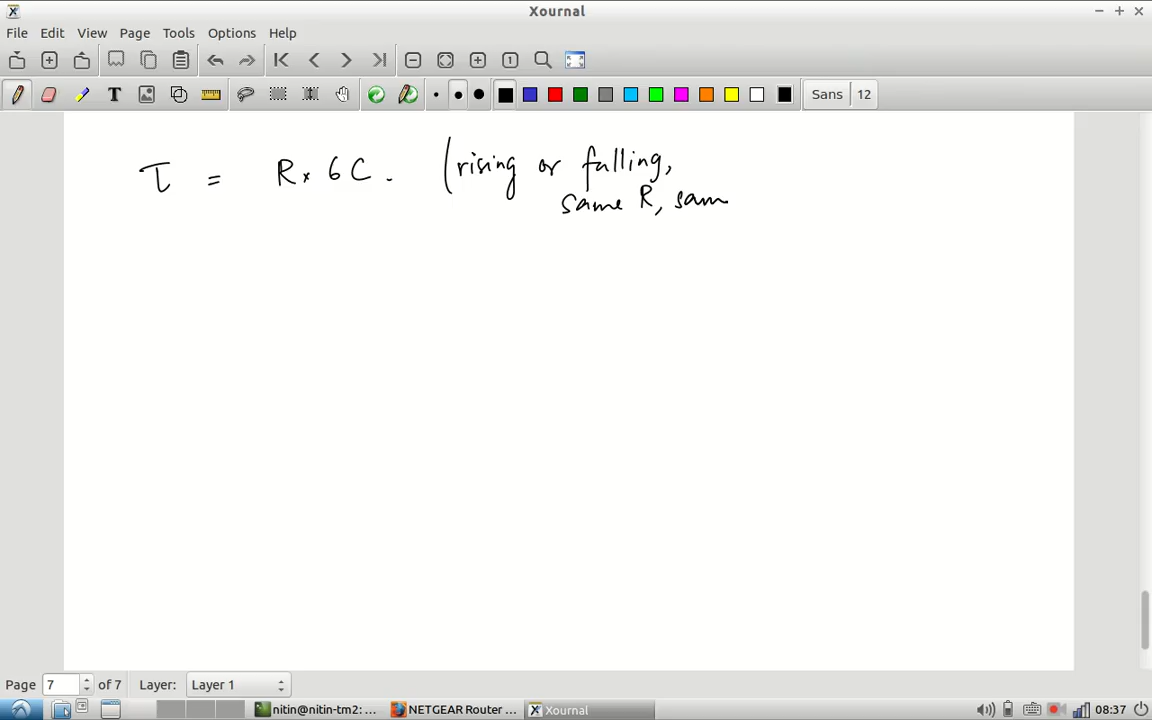 Xournal
File Edit View Page Tools Options Help
Sans 12
τ = R × 6C. (rising or falling,
same R, sam
Page 7 of 7 Layer: Layer 1
nitin@nitin-tm2: ... NETGEAR Router ... Xournal 08:37